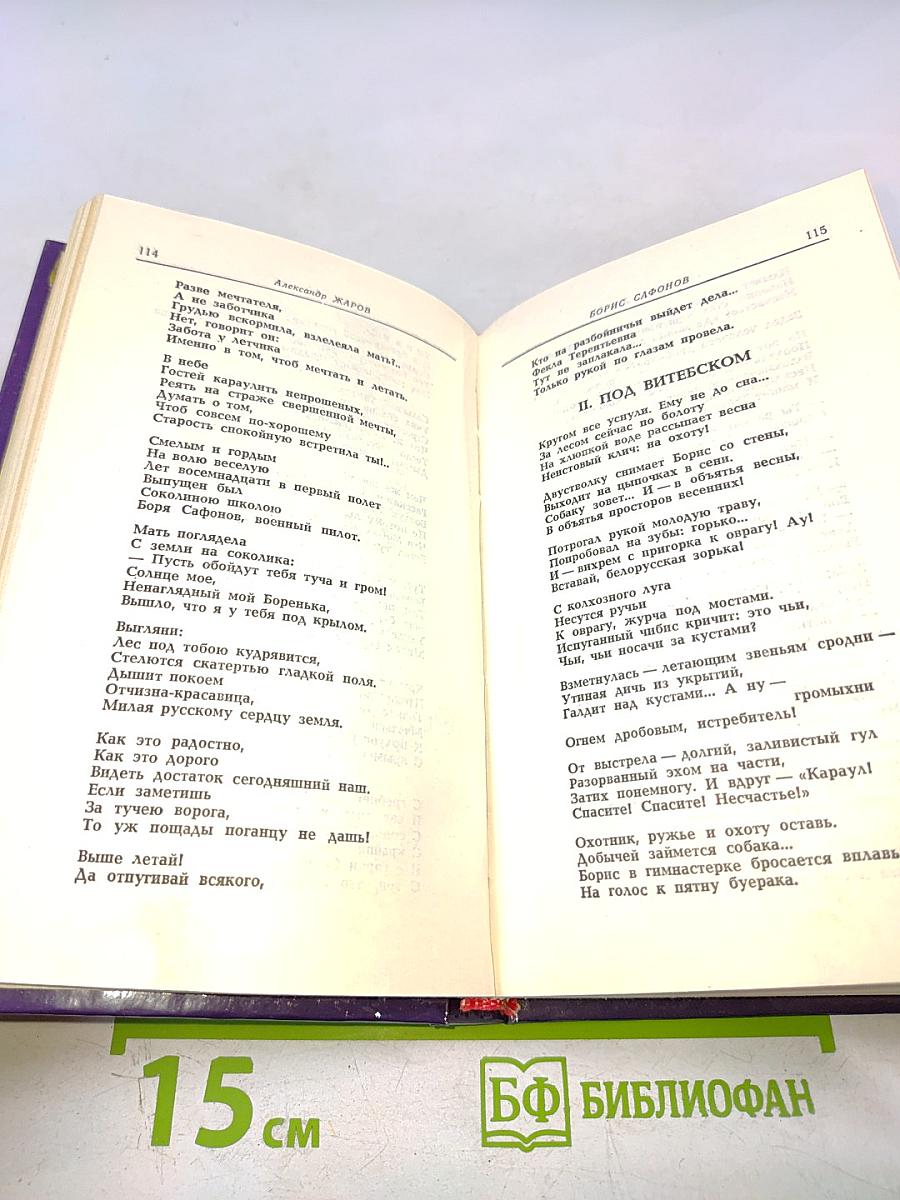 114
Александр ЖАРОВ
Разве мечтателя,
А не заботчика
Грудью вскормила, взлелеяла мать?..
Нет, говорит он:
Забота у летчика
Именно в том, чтоб мечтать и летать.
В небе
Гостей караулить непрошеных,
Реять на страже свершенной мечты,
Думать о том,
Чтоб совсем по-хорошему
Старость спокойную встретила ты!..
Смелым и гордым
На волю веселую
Лет восемнадцати в первый полет
Выпущен был
Соколиною школою
Боря Сафонов, военный пилот.
Мать поглядела
С земли на соколика:
— Пусть обойдут тебя туча и гром!
Солнце мое,
Ненаглядный мой Боренька,
Вышло, что я у тебя под крылом.
Выгляни:
Лес под тобою кудрявится,
Стелются скатертью гладкой поля.
Дышит покоем
Отчизна-красавица,
Милая русскому сердцу земля.
Как это радостно,
Как это дорого
Видеть достаток сегодняшний наш.
Если заметишь
За тучею ворога,
То уж пощады поганцу не дашь!
Выше летай!
Да отпугивай всякого,
115
БОРИС САФОНОВ
Кто на разбойничьи выйдет дела...
Фекла Терентьевна
Тут не заплакала...
Только рукой по глазам провела.
II. ПОД ВИТЕБСКОМ
Кругом все уснули. Ему не до сна...
За лесом сейчас по болоту
На хлюпкой воде рассыпает весна
Неистовый клич: на охоту!
Двустволку снимает Борис со стены,
Выходит на цыпочках в сени.
Собаку зовет... И — в объятья весны,
В объятья просторов весенних!
Потрогал рукой молодую траву,
Попробовал на зубы: горько...
И — вихрем с пригорка к оврагу! Ау!
Вставай, белорусская зорька!
С колхозного луга
Несутся ручьи
К оврагу, журча под мостами.
Испуганный чибис кричит: это чьи,
Чьи, чьи носачи за кустами?
Взметнулась — летающим звеньям сродни —
Утиная дичь из укрытий,
Галдит над кустами... А ну —
громыхни
Огнем дробовым, истребитель!
От выстрела — долгий, заливистый гул
Разорванный эхом на части,
Затих понемногу. И вдруг — «Караул!
Спасите! Спасите! Несчастье!»
Охотник, ружье и охоту оставь.
Добычей займется собака...
Борис в гимнастерке бросается вплавь
На голос к пятну буерака.
15 см
БФ БИБЛИОФАН